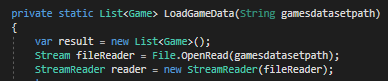 private static List<Game> LoadGameData(String gamesdatasetpath)
{
var result = new List<Game>();
Stream fileReader = File.OpenRead(gamesdatasetpath);
StreamReader reader = new StreamReader(fileReader);